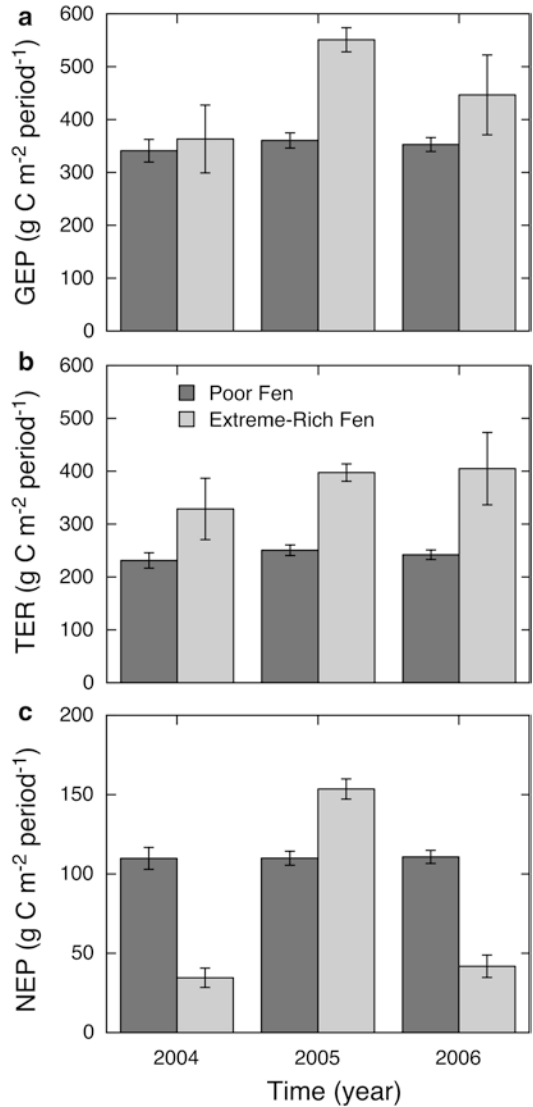 a
600
500
400
300
200
100
0
GEP (g C m-2 period-1)
b
600
500
400
300
200
100
0
TER (g C m-2 period-1)
Poor Fen
Extreme-Rich Fen
c
200
150
100
50
0
NEP (g C m-2 period-1)
2004 2005 2006
Time (year)